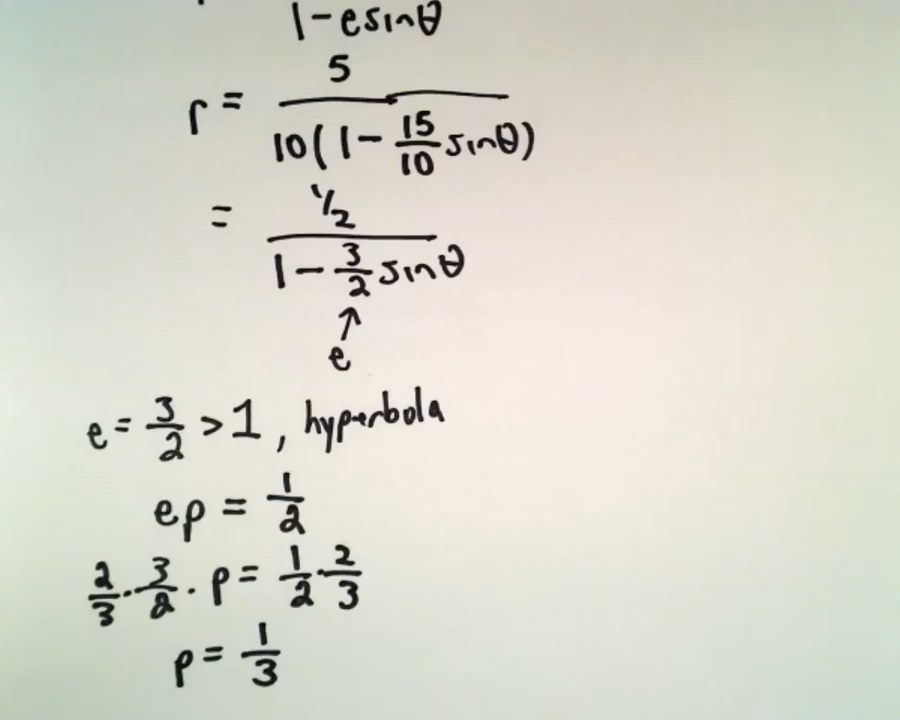 1 - e sinθ
r = 5 / 10(1 - 15/10 sinθ)
= 1/2 / 1 - 3/2 sinθ
↑
e
e = 3/2 > 1, hyperbola
ep = 1/2
2/3 · 3/2 · p = 1/2 · 2/3
p = 1/3